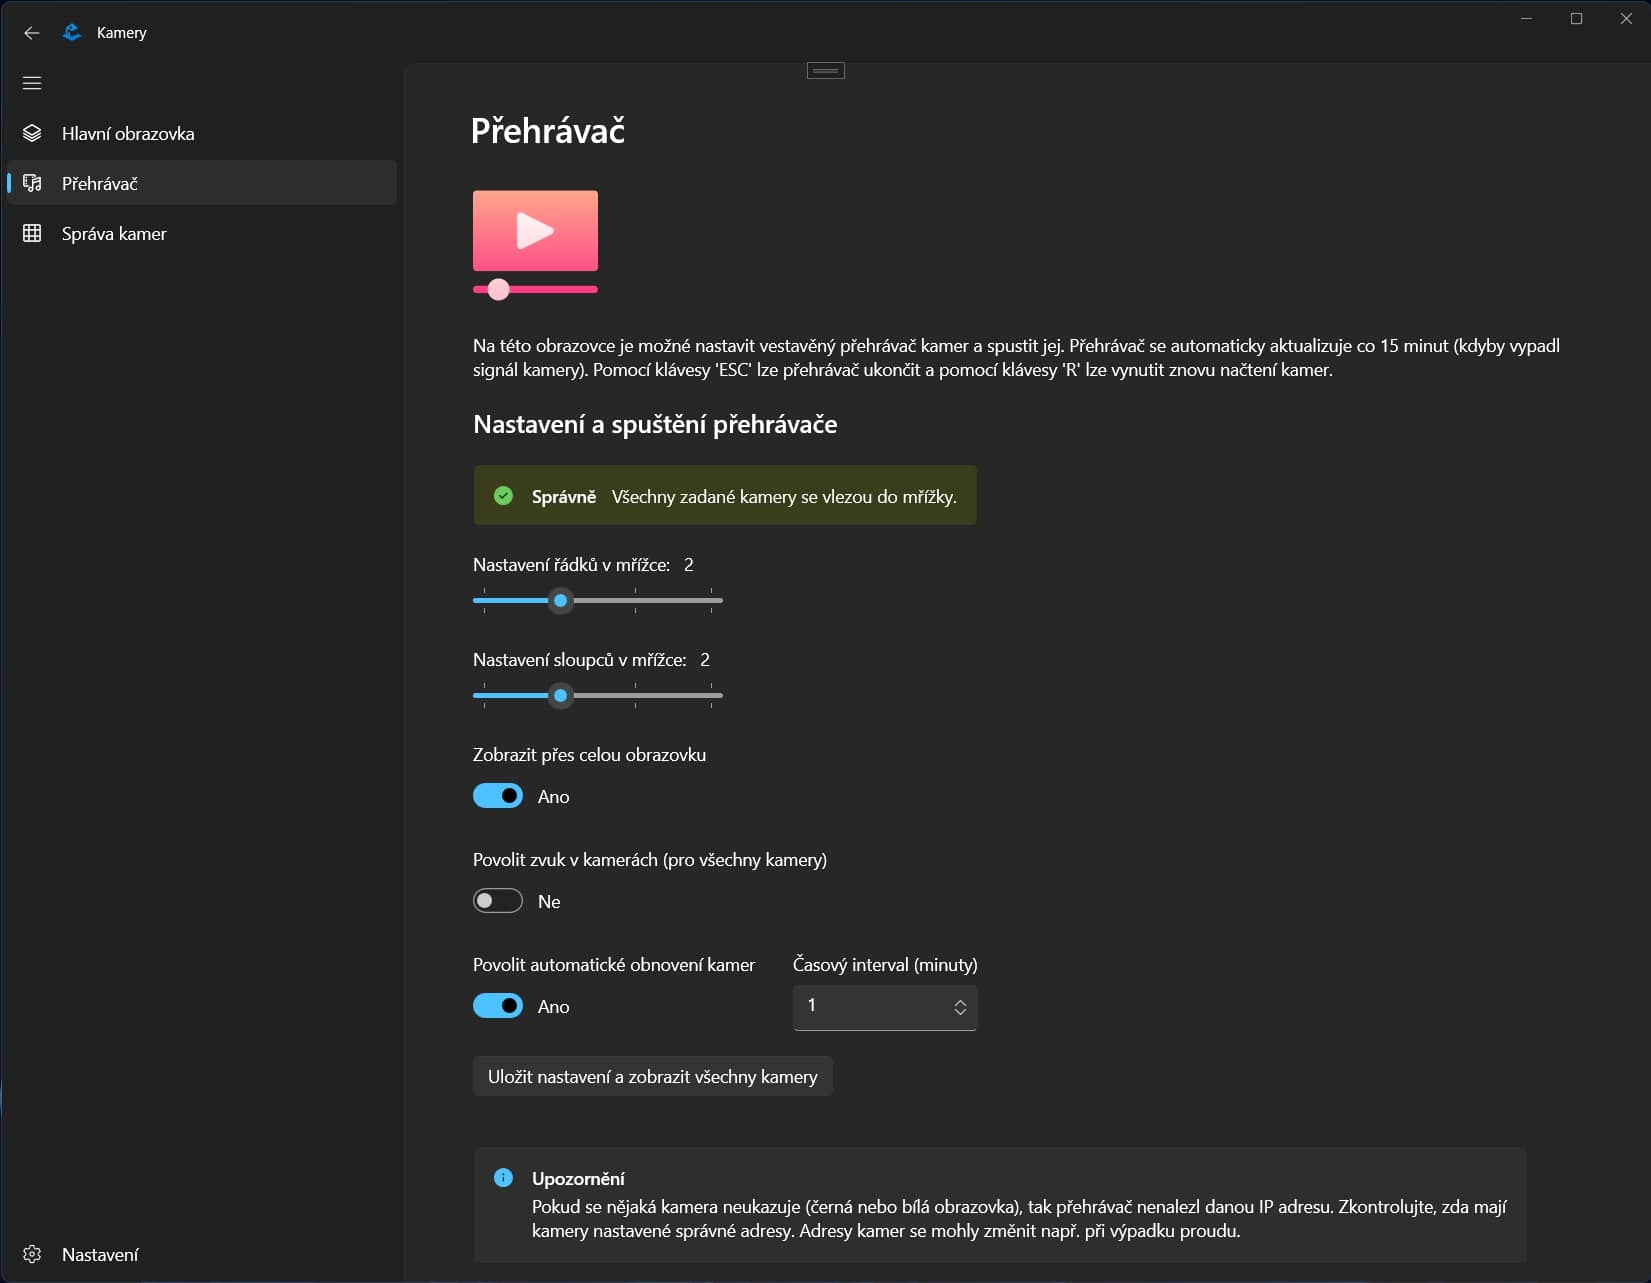 Kamery
Hlavní obrazovka
Přehrávač
Správa kamer
Nastavení
Přehrávač
Na této obrazovce je možné nastavit vestavěný přehrávač kamer a spustit jej. Přehrávač se automaticky aktualizuje co 15 minut (kdyby vypadl
signál kamery). Pomocí klávesy 'ESC' lze přehrávač ukončit a pomocí klávesy 'R' lze vynutit znovu načtení kamer.
Nastavení a spuštění přehrávače
Správně Všechny zadané kamery se vlezou do mřížky.
Nastavení řádků v mřížce: 2
Nastavení sloupců v mřížce: 2
Zobrazit přes celou obrazovku
Ano
Povolit zvuk v kamerách (pro všechny kamery)
Ne
Povolit automatické obnovení kamer
Ano
Časový interval (minuty)
1
Uložit nastavení a zobrazit všechny kamery
Upozornění
Pokud se nějaká kamera neukazuje (černá nebo bílá obrazovka), tak přehrávač nenalezl danou IP adresu. Zkontrolujte, zda mají
kamery nastavené správné adresy. Adresy kamer se mohly změnit např. při výpadku proudu.